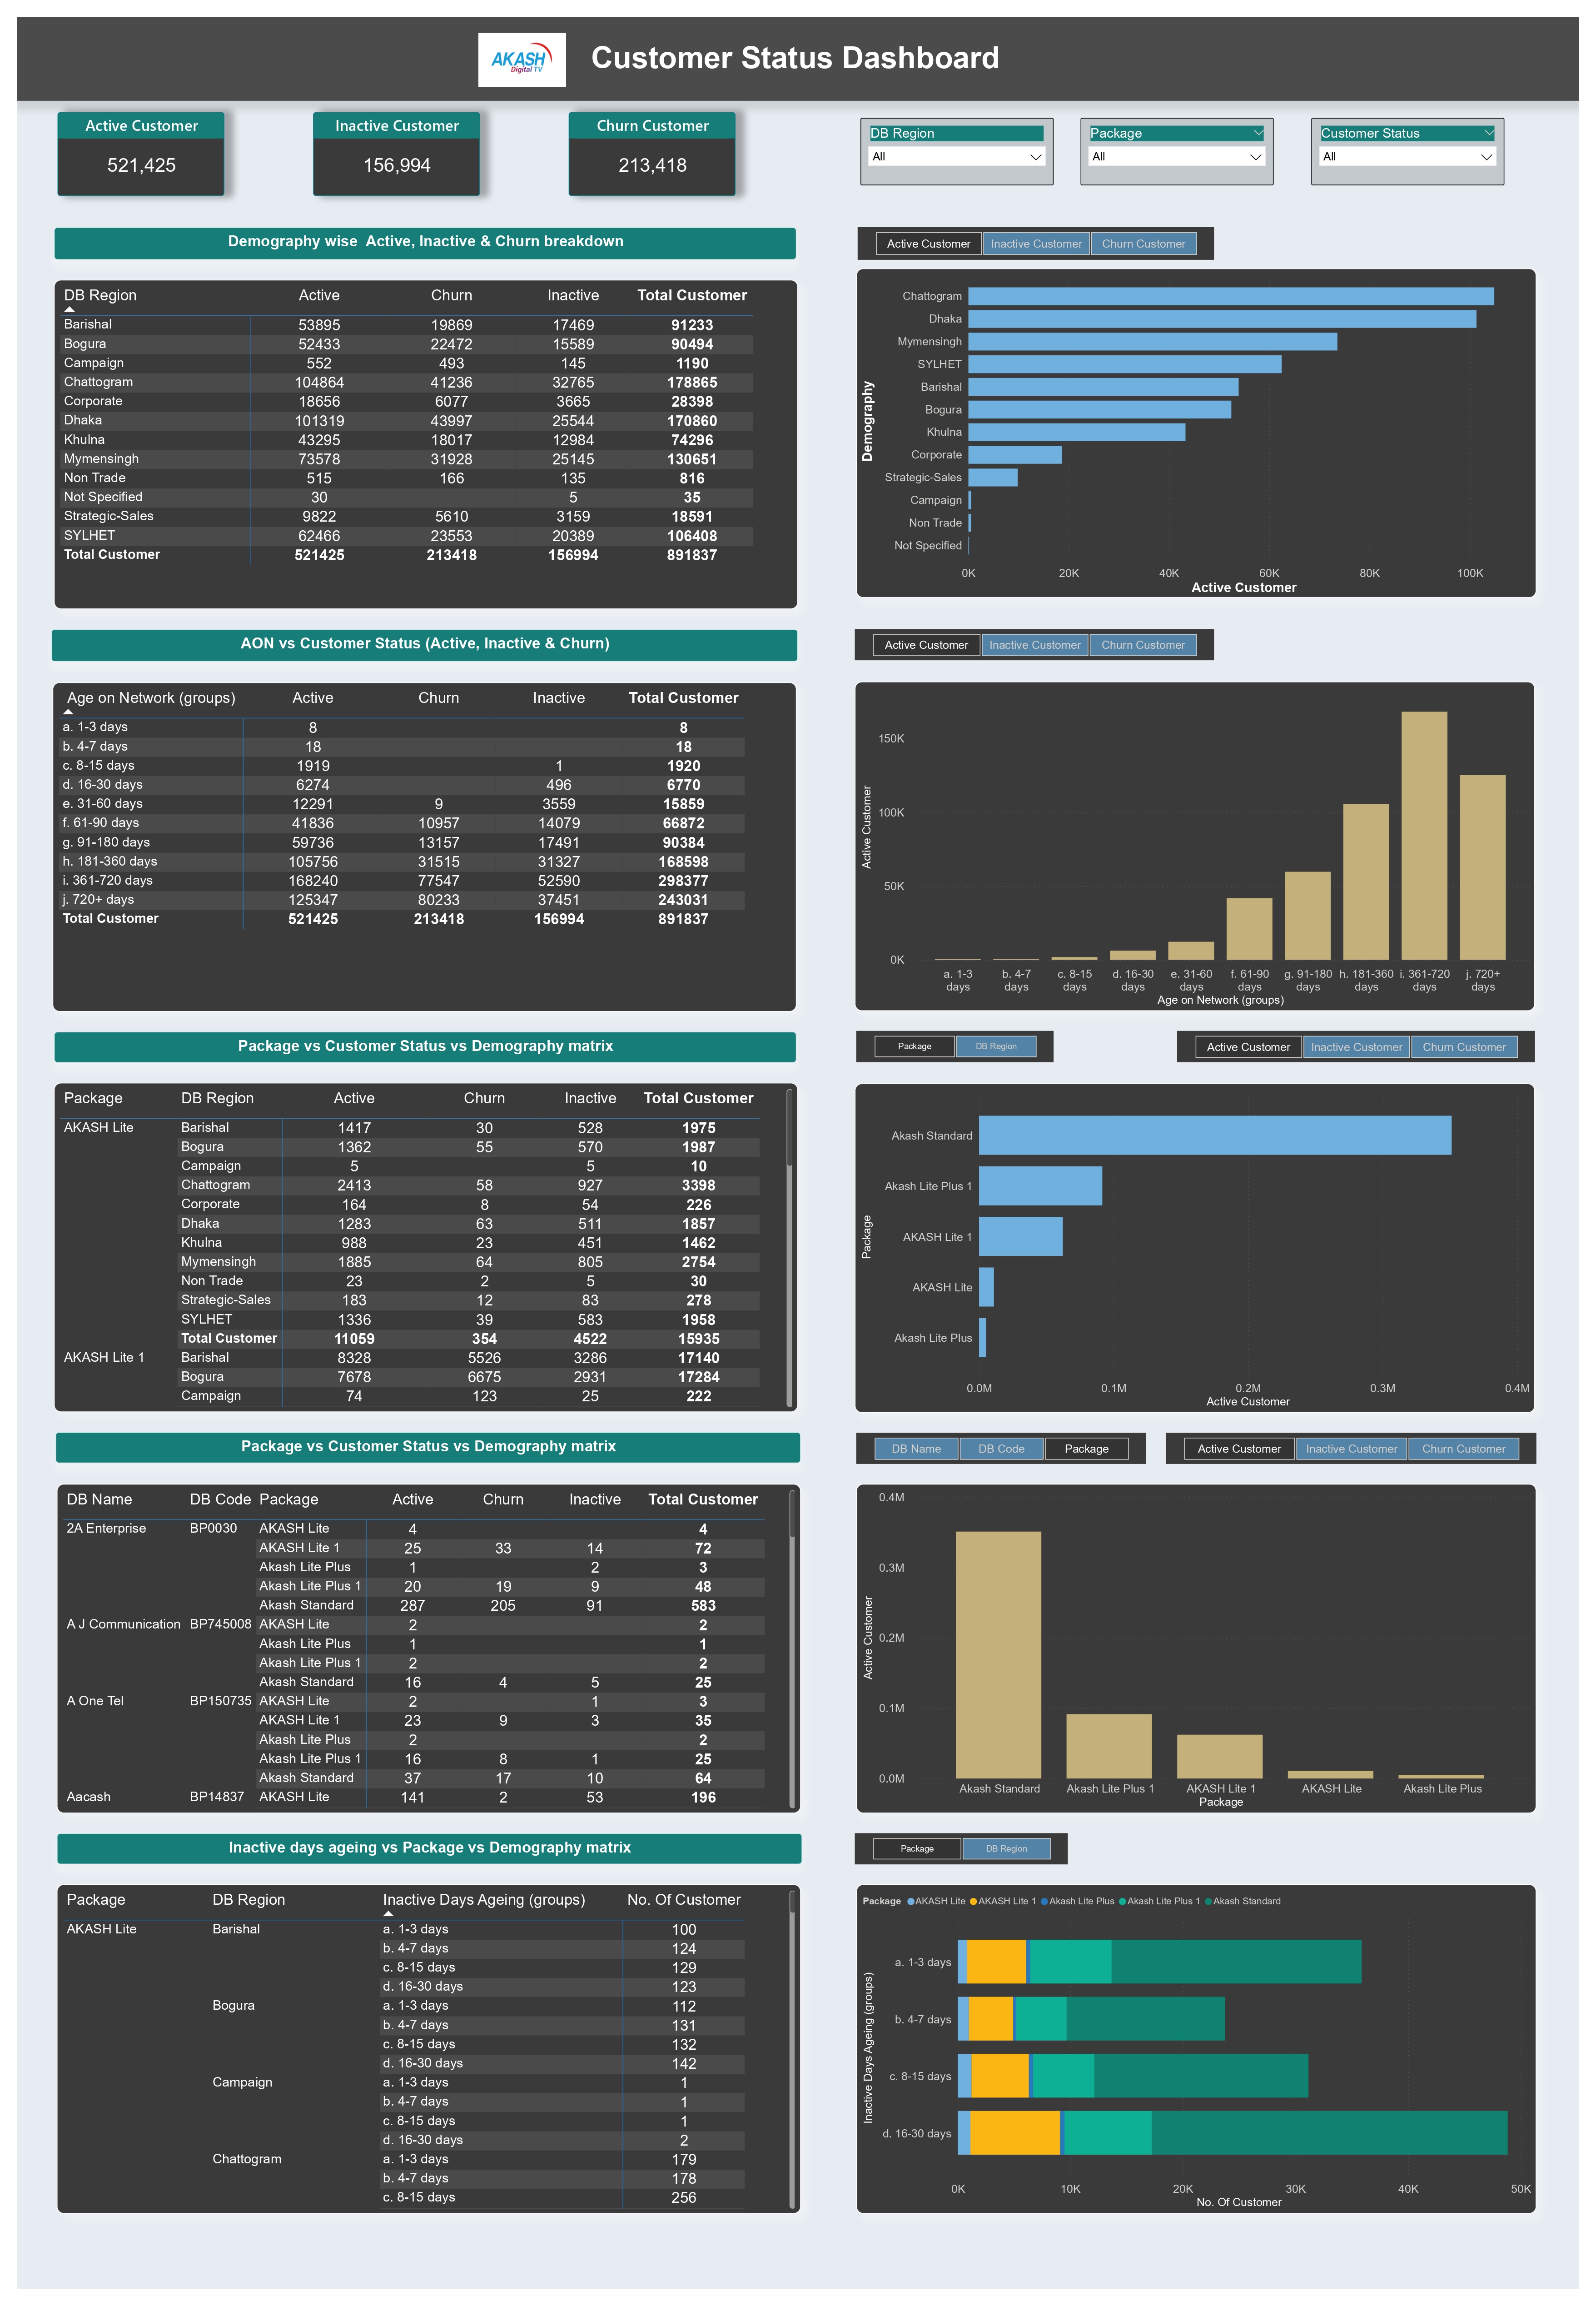 AKASH
Digital TV
Customer Status Dashboard
Active Customer
521,425
Inactive Customer
156,994
Churn Customer
213,418
DB Region
All
Package
All
Customer Status
All
Demography wise  Active, Inactive & Churn breakdown
DB Region Active Churn Inactive Total Customer
Barishal 53895 19869 17469 91233
Bogura 52433 22472 15589 90494
Campaign 552 493 145 1190
Chattogram 104864 41236 32765 178865
Corporate 18656 6077 3665 28398
Dhaka 101319 43997 25544 170860
Khulna 43295 18017 12984 74296
Mymensingh 73578 31928 25145 130651
Non Trade 515 166 135 816
Not Specified 30 5 35
Strategic-Sales 9822 5610 3159 18591
SYLHET 62466 23553 20389 106408
Total Customer 521425 213418 156994 891837
Active Customer Inactive Customer Churn Customer
Demography
Chattogram
Dhaka
Mymensingh
SYLHET
Barishal
Bogura
Khulna
Corporate
Strategic-Sales
Campaign
Non Trade
Not Specified
0K 20K 40K 60K 80K 100K
Active Customer
AON vs Customer Status (Active, Inactive & Churn)
Age on Network (groups) Active Churn Inactive Total Customer
a. 1-3 days 8 8
b. 4-7 days 18 18
c. 8-15 days 1919 1 1920
d. 16-30 days 6274 496 6770
e. 31-60 days 12291 9 3559 15859
f. 61-90 days 41836 10957 14079 66872
g. 91-180 days 59736 13157 17491 90384
h. 181-360 days 105756 31515 31327 168598
i. 361-720 days 168240 77547 52590 298377
j. 720+ days 125347 80233 37451 243031
Total Customer 521425 213418 156994 891837
Active Customer Inactive Customer Churn Customer
Active Customer
150K
100K
50K
0K
a. 1-3 b. 4-7 c. 8-15 d. 16-30 e. 31-60 f. 61-90 g. 91-180 h. 181-360 i. 361-720 j. 720+
days days days days days days days days days days
Age on Network (groups)
Package vs Customer Status vs Demography matrix
Package DB Region Active Churn Inactive Total Customer
AKASH Lite Barishal 1417 30 528 1975
Bogura 1362 55 570 1987
Campaign 5 5 10
Chattogram 2413 58 927 3398
Corporate 164 8 54 226
Dhaka 1283 63 511 1857
Khulna 988 23 451 1462
Mymensingh 1885 64 805 2754
Non Trade 23 2 5 30
Strategic-Sales 183 12 83 278
SYLHET 1336 39 583 1958
Total Customer 11059 354 4522 15935
AKASH Lite 1 Barishal 8328 5526 3286 17140
Bogura 7678 6675 2931 17284
Campaign 74 123 25 222
Package DB Region
Active Customer Inactive Customer Churn Customer
Package
Akash Standard
Akash Lite Plus 1
AKASH Lite 1
AKASH Lite
Akash Lite Plus
0.0M 0.1M 0.2M 0.3M 0.4M
Active Customer
Package vs Customer Status vs Demography matrix
DB Name DB Code Package Active Churn Inactive Total Customer
2A Enterprise BP0030 AKASH Lite 4 4
AKASH Lite 1 25 33 14 72
Akash Lite Plus 1 2 3
Akash Lite Plus 1 20 19 9 48
Akash Standard 287 205 91 583
A J Communication BP745008 AKASH Lite 2 2
Akash Lite Plus 1 1
Akash Lite Plus 1 2 2
Akash Standard 16 4 5 25
A One Tel BP150735 AKASH Lite 2 1 3
AKASH Lite 1 23 9 3 35
Akash Lite Plus 2 2
Akash Lite Plus 1 16 8 1 25
Akash Standard 37 17 10 64
Aacash BP14837 AKASH Lite 141 2 53 196
DB Name DB Code Package
Active Customer Inactive Customer Churn Customer
Active Customer
0.4M
0.3M
0.2M
0.1M
0.0M
Akash Standard Akash Lite Plus 1 AKASH Lite 1 AKASH Lite Akash Lite Plus
Package
Inactive days ageing vs Package vs Demography matrix
Package DB Region Inactive Days Ageing (groups) No. Of Customer
AKASH Lite Barishal a. 1-3 days 100
b. 4-7 days 124
c. 8-15 days 129
d. 16-30 days 123
Bogura a. 1-3 days 112
b. 4-7 days 131
c. 8-15 days 132
d. 16-30 days 142
Campaign a. 1-3 days 1
b. 4-7 days 1
c. 8-15 days 1
d. 16-30 days 2
Chattogram a. 1-3 days 179
b. 4-7 days 178
c. 8-15 days 256
Package DB Region
Package AKASH Lite AKASH Lite 1 Akash Lite Plus Akash Lite Plus 1 Akash Standard
Inactive Days Ageing (groups)
a. 1-3 days
b. 4-7 days
c. 8-15 days
d. 16-30 days
0K 10K 20K 30K 40K 50K
No. Of Customer